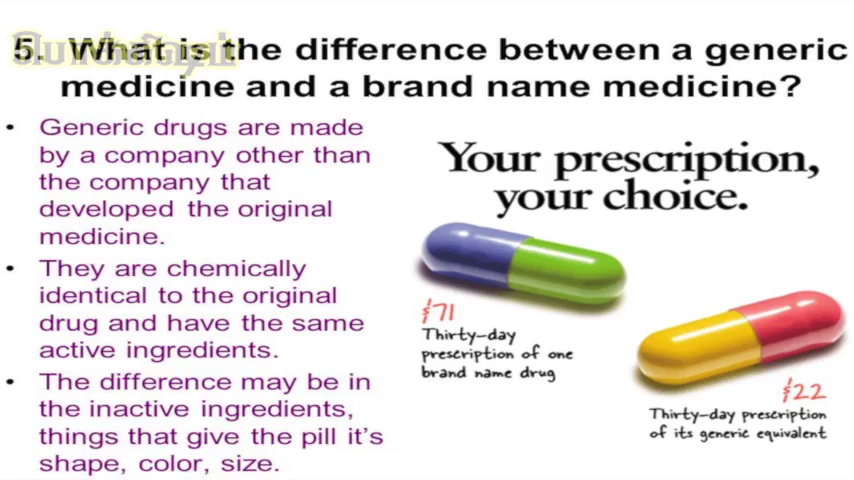 5. What is the difference between a generic
medicine and a brand name medicine?
• Generic drugs are made
by a company other than
the company that
developed the original
medicine.
• They are chemically
identical to the original
drug and have the same
active ingredients.
• The difference may be in
the inactive ingredients,
things that give the pill it's
shape, color, size.
Your prescription,
your choice.
$71
Thirty-day
prescription of one
brand name drug
$22
Thirty-day prescription
of its generic equivalent